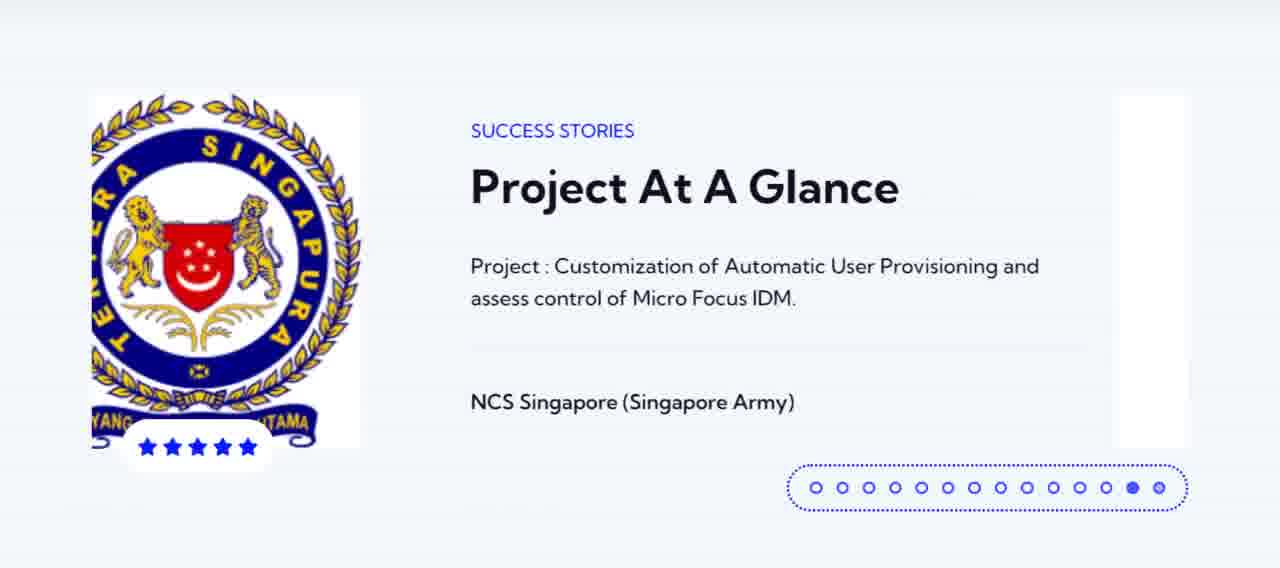 TENTERA SINGAPURA
YANG UTAMA
SUCCESS STORIES
Project At A Glance
Project : Customization of Automatic User Provisioning and
assess control of Micro Focus IDM.
NCS Singapore (Singapore Army)